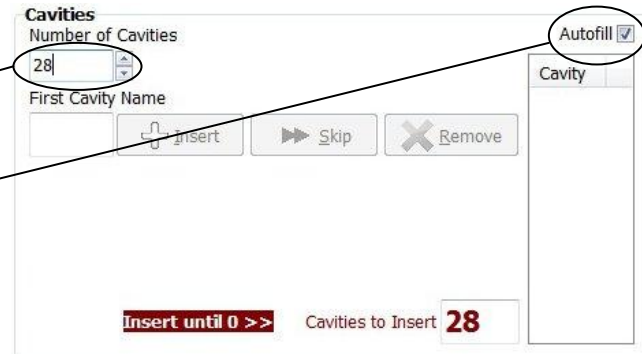 Cavities
Number of Cavities
Autofill
28
Cavity
First Cavity Name
Insert
Skip
Remove
Insert until 0 >>
Cavities to Insert 28